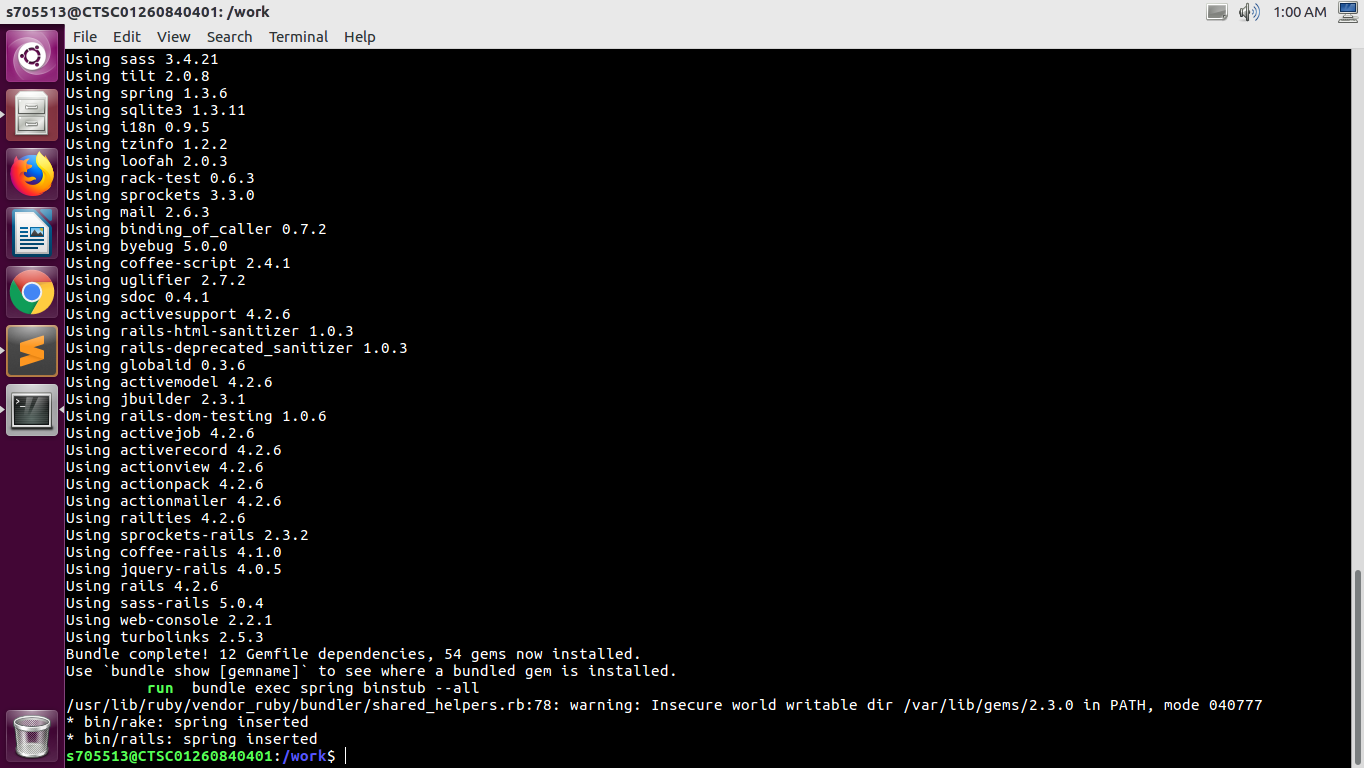 s705513@CTSC01260840401: /work
1:00 AM
File Edit View Search Terminal Help
Using sass 3.4.21
Using tilt 2.0.8
Using spring 1.3.6
Using sqlite3 1.3.11
Using i18n 0.9.5
Using tzinfo 1.2.2
Using loofah 2.0.3
Using rack-test 0.6.3
Using sprockets 3.3.0
Using mail 2.6.3
Using binding_of_caller 0.7.2
Using byebug 5.0.0
Using coffee-script 2.4.1
Using uglifier 2.7.2
Using sdoc 0.4.1
Using activesupport 4.2.6
Using rails-html-sanitizer 1.0.3
Using rails-deprecated_sanitizer 1.0.3
Using globalid 0.3.6
Using activemodel 4.2.6
Using jbuilder 2.3.1
Using rails-dom-testing 1.0.6
Using activejob 4.2.6
Using activerecord 4.2.6
Using actionview 4.2.6
Using actionpack 4.2.6
Using actionmailer 4.2.6
Using railties 4.2.6
Using sprockets-rails 2.3.2
Using coffee-rails 4.1.0
Using jquery-rails 4.0.5
Using rails 4.2.6
Using sass-rails 5.0.4
Using web-console 2.2.1
Using turbolinks 2.5.3
Bundle complete! 12 Gemfile dependencies, 54 gems now installed.
Use `bundle show [gemname]` to see where a bundled gem is installed.
run bundle exec spring binstub --all
/usr/lib/ruby/vendor_ruby/bundler/shared_helpers.rb:78: warning: Insecure world writable dir /var/lib/gems/2.3.0 in PATH, mode 040777
* bin/rake: spring inserted
* bin/rails: spring inserted
s705513@CTSC01260840401:/work$